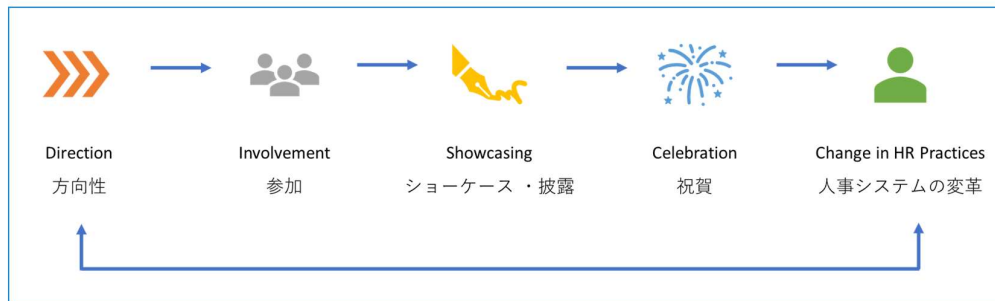 Direction
方向性
Involvement
参加
Showcasing
ショーケース ・披露
Celebration
祝賀
Change in HR Practices
人事システムの変革